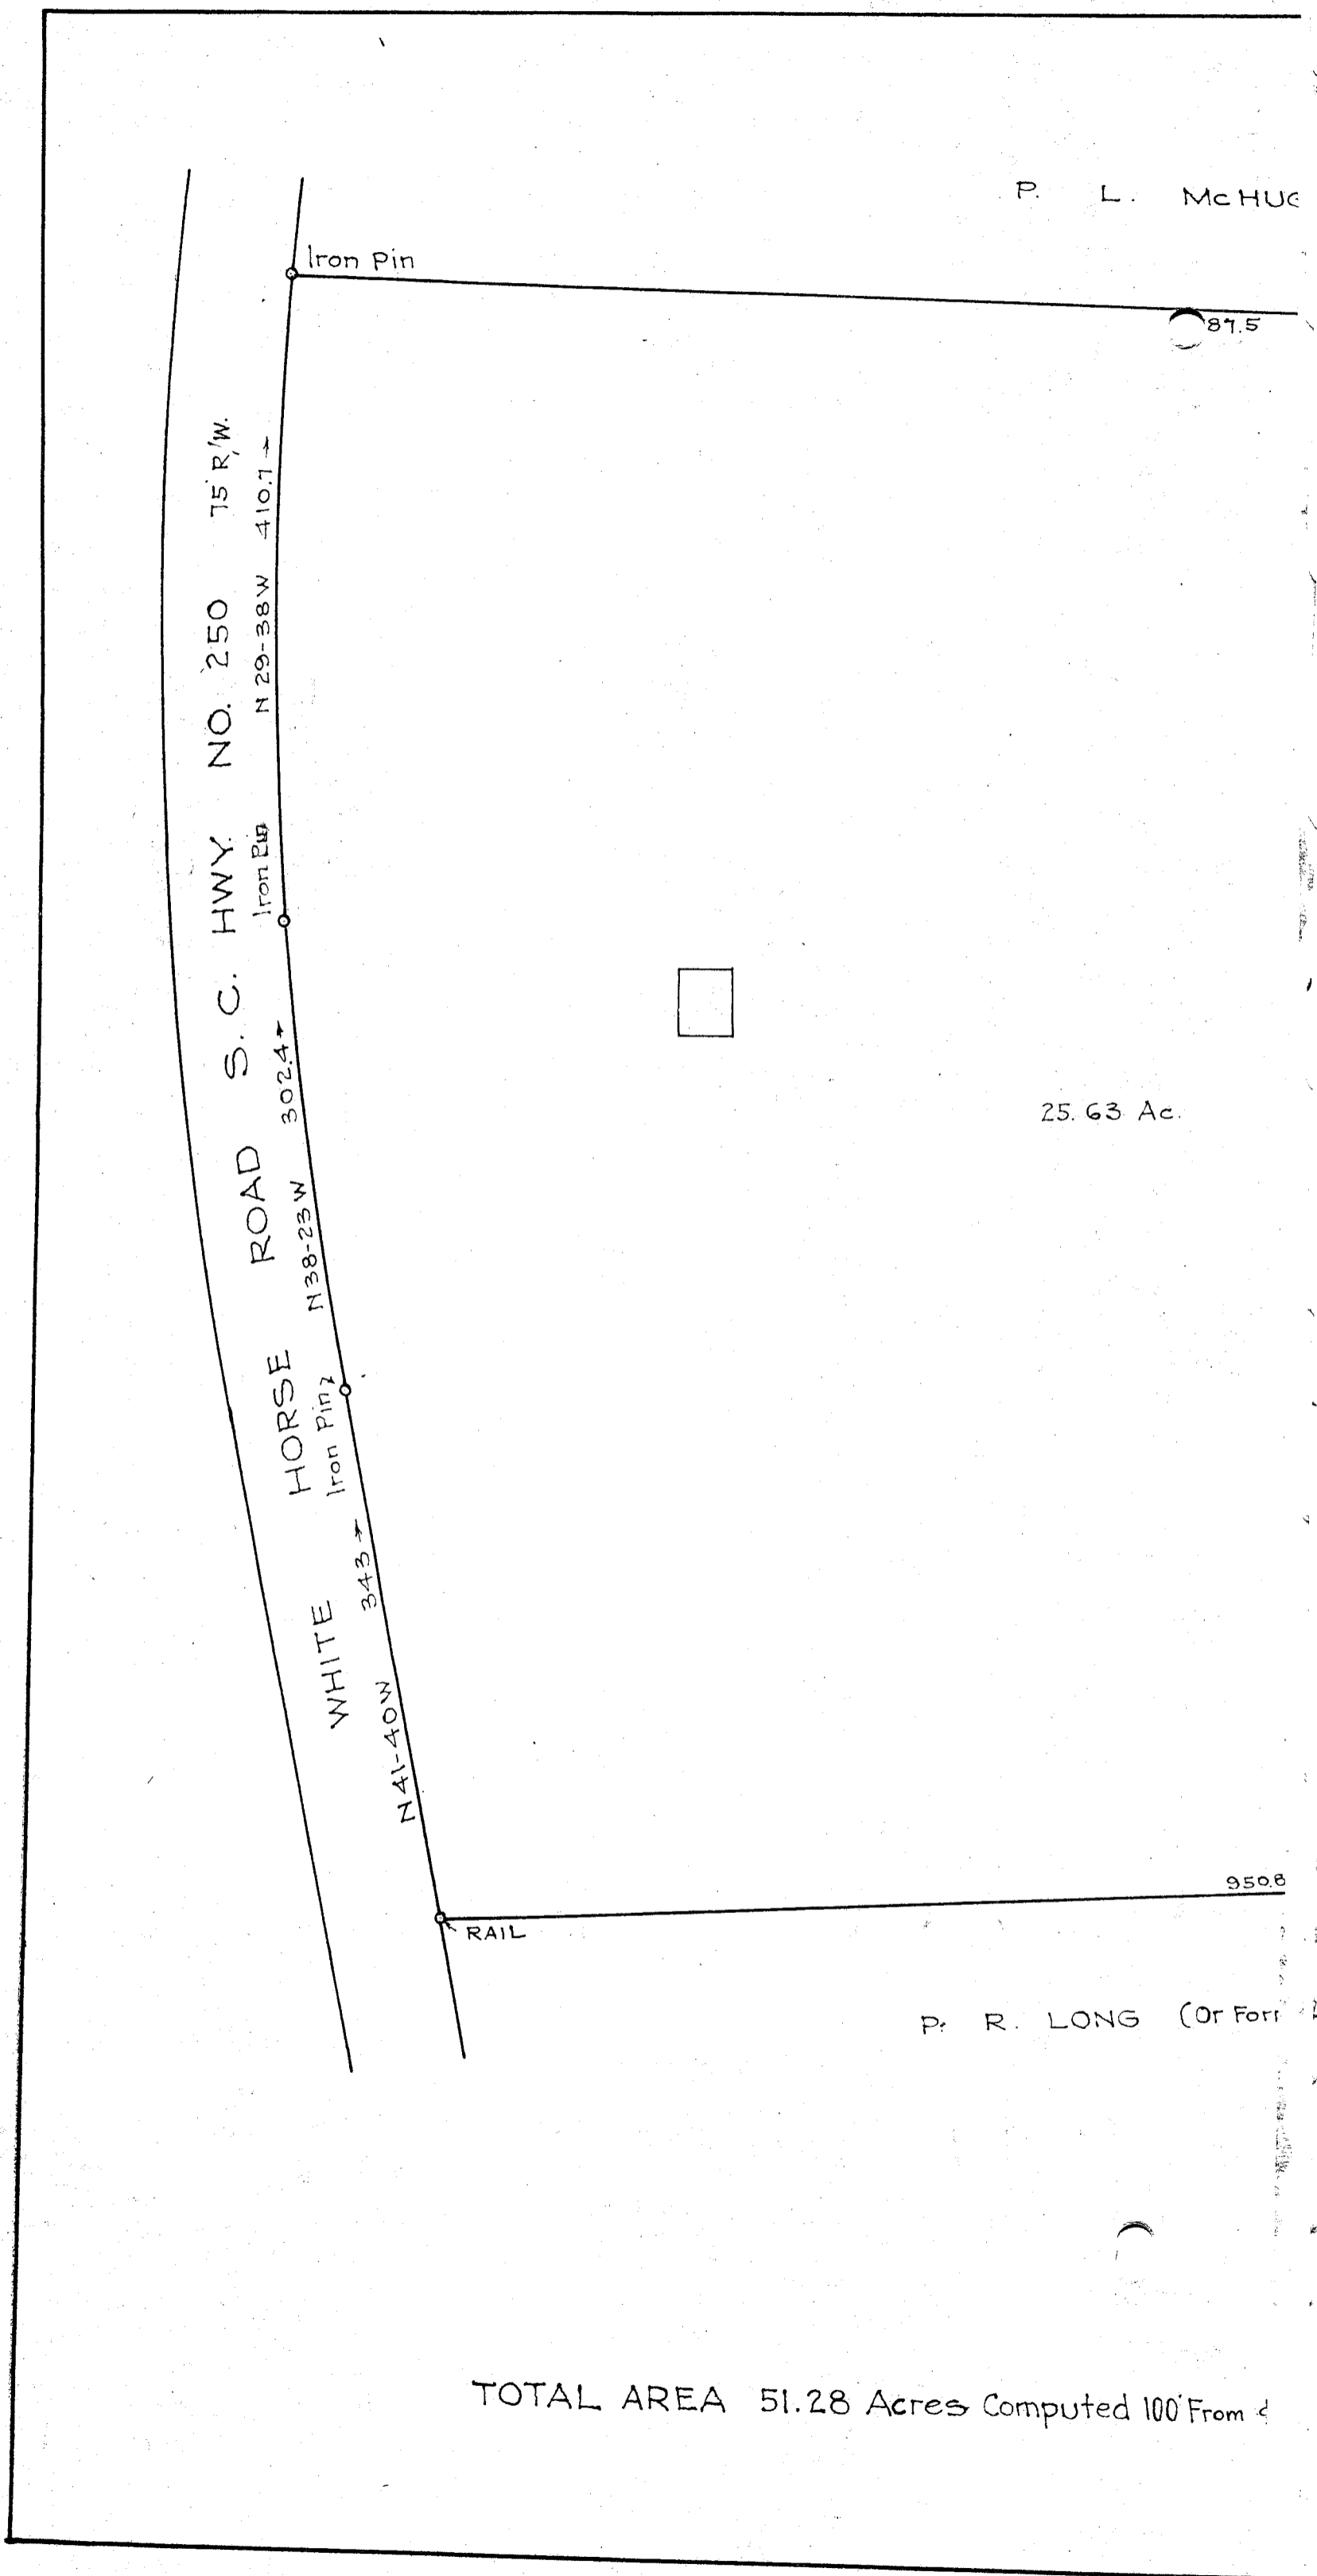 P. L. McHUG
Iron Pin
87.5
WHITE HORSE ROAD S. C. HWY. NO. 250 75' R/W.
N 29-38 W 410.7
Iron Pin
N 38-23 W 302.4
Iron Pin
N 41-40 W 343
25.63 Ac.
950.8
RAIL
P. R. LONG (Or For
TOTAL AREA 51.28 Acres Computed 100' From